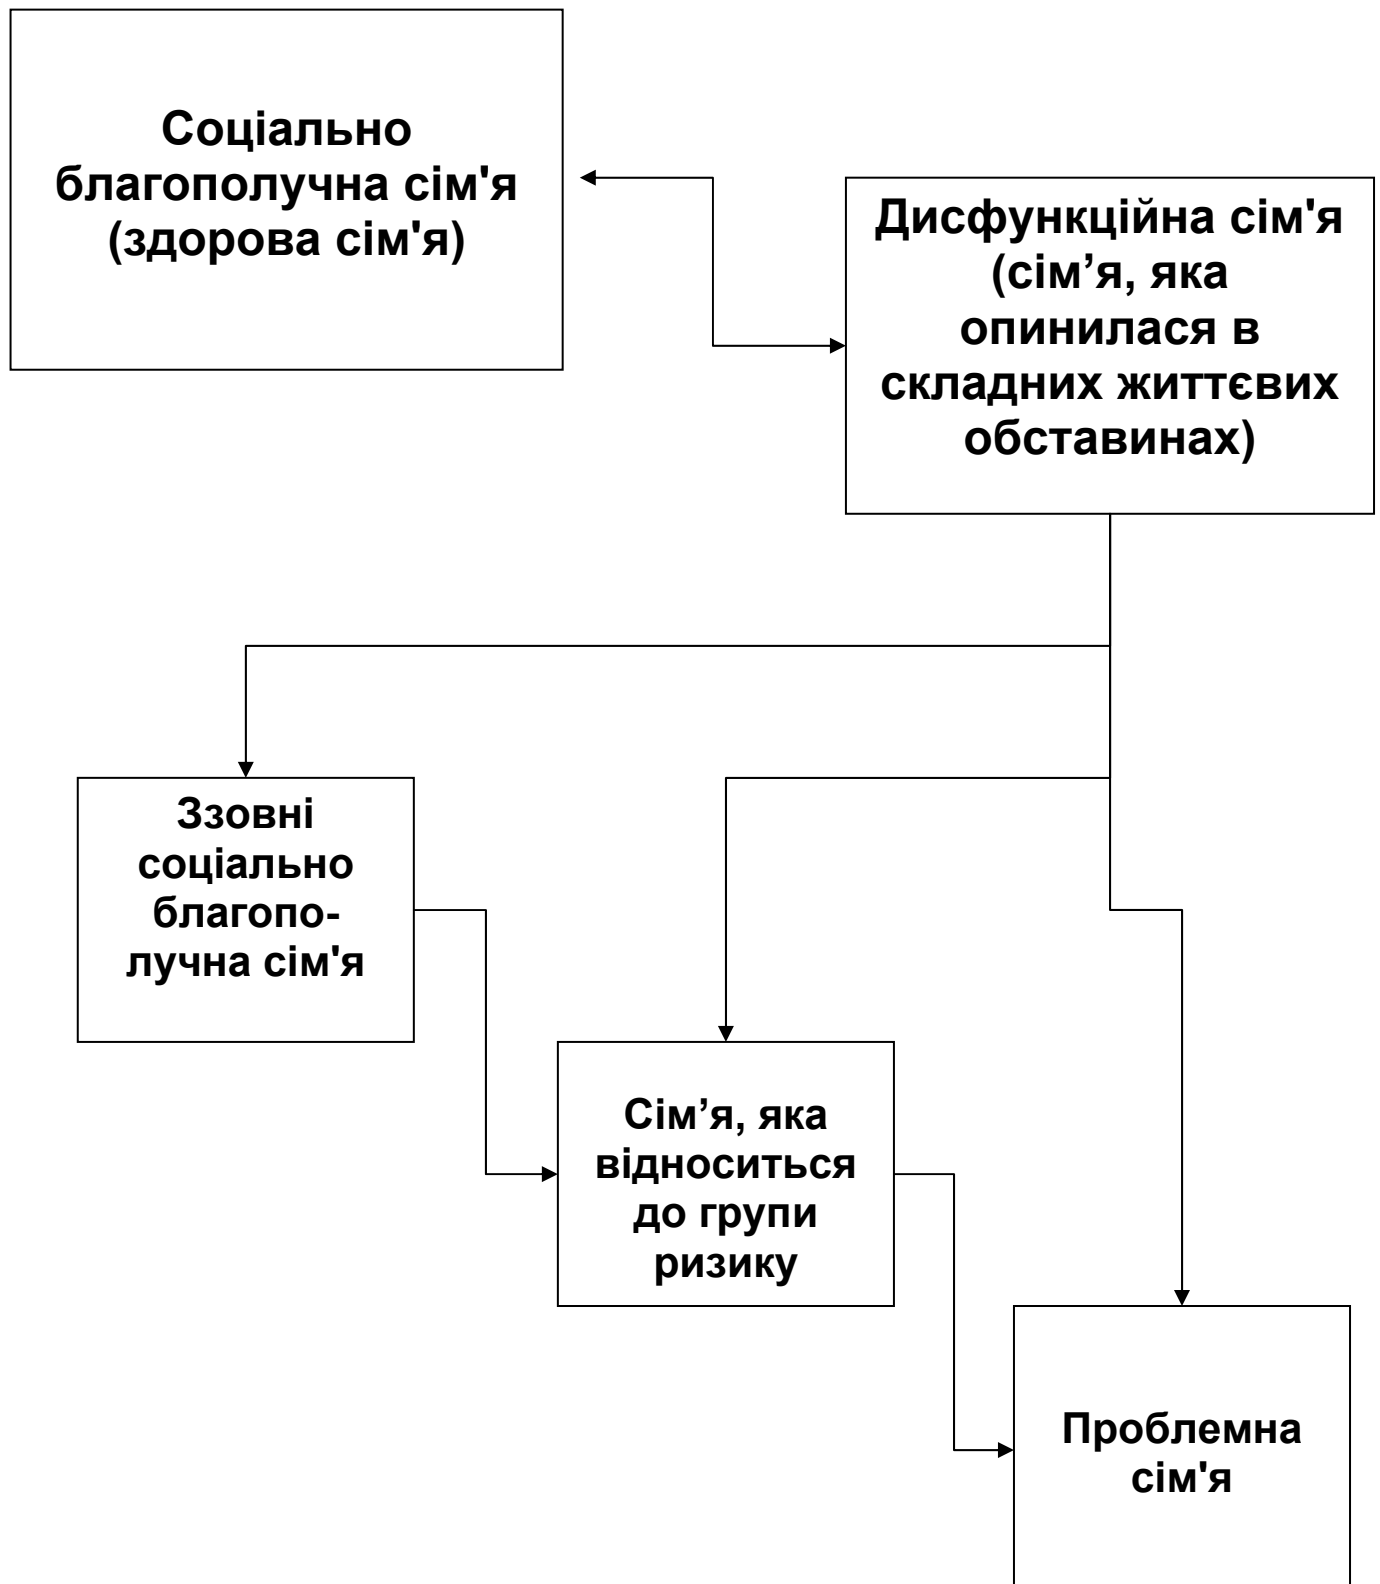 Соціально
благополучна сім'я
(здорова сім'я)
Дисфункційна сім'я
(сім’я, яка
опинилася в
складних життєвих
обставинах)
Ззовні
соціально
благопо-
лучна сім'я
Сім’я, яка
відноситься
до групи
ризику
Проблемна
сім'я